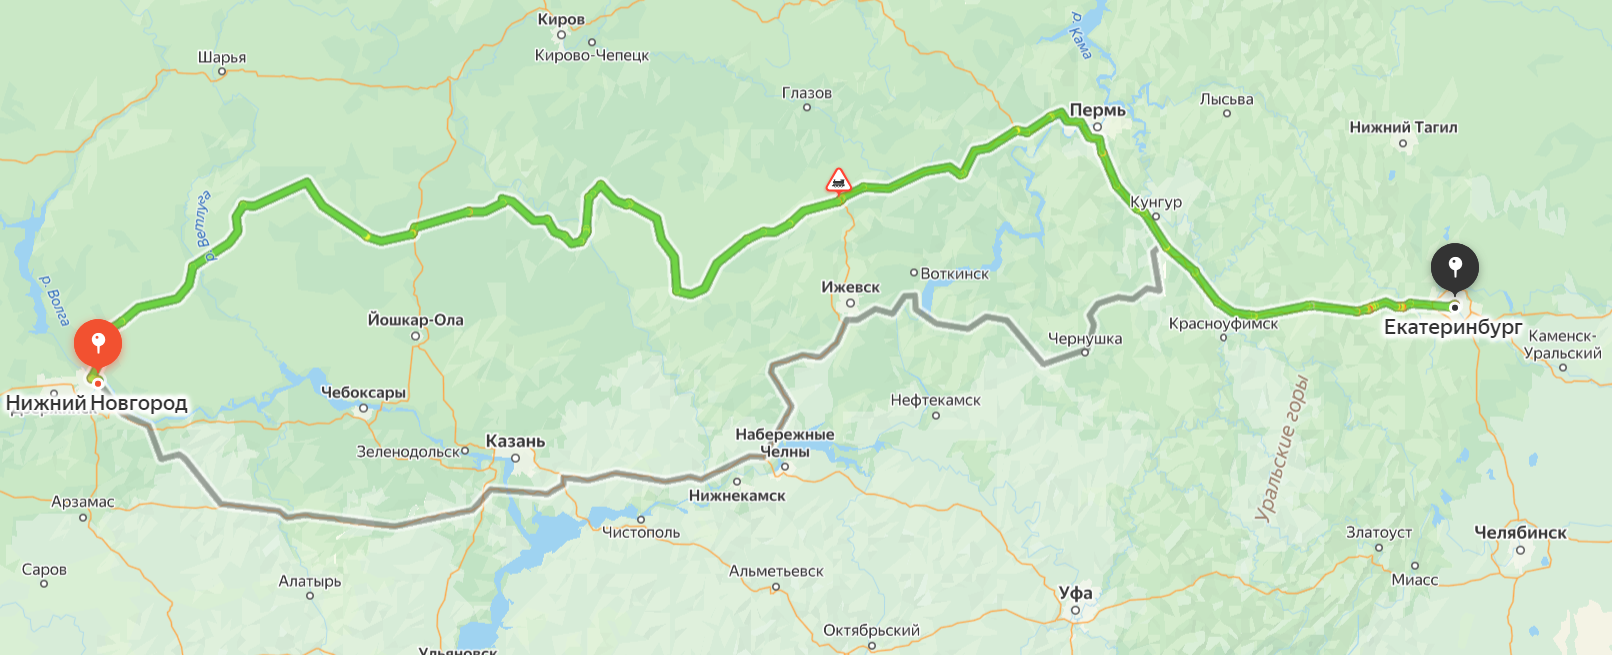 Киров
Кирово-Чепецк
р. Кама
Шарья
Глазов
Лысьва
Пермь
Нижний Тагил
р. Ветлуга
Кунгур
Воткинск
р. Волга
Ижевск
Йошкар-Ола
Красноуфимск
Екатеринбург
Чернушка
Каменск-
Уральский
Чебоксары
Нижний Новгород
Нефтекамск
Уральские горы
Казань
Набережные
Челны
Зеленодольск
Нижнекамск
Арзамас
Чистополь
Златоуст
Челябинск
Саров
Алатырь
Альметьевск
Миасс
Уфа
Октябрьский
Ульяновск